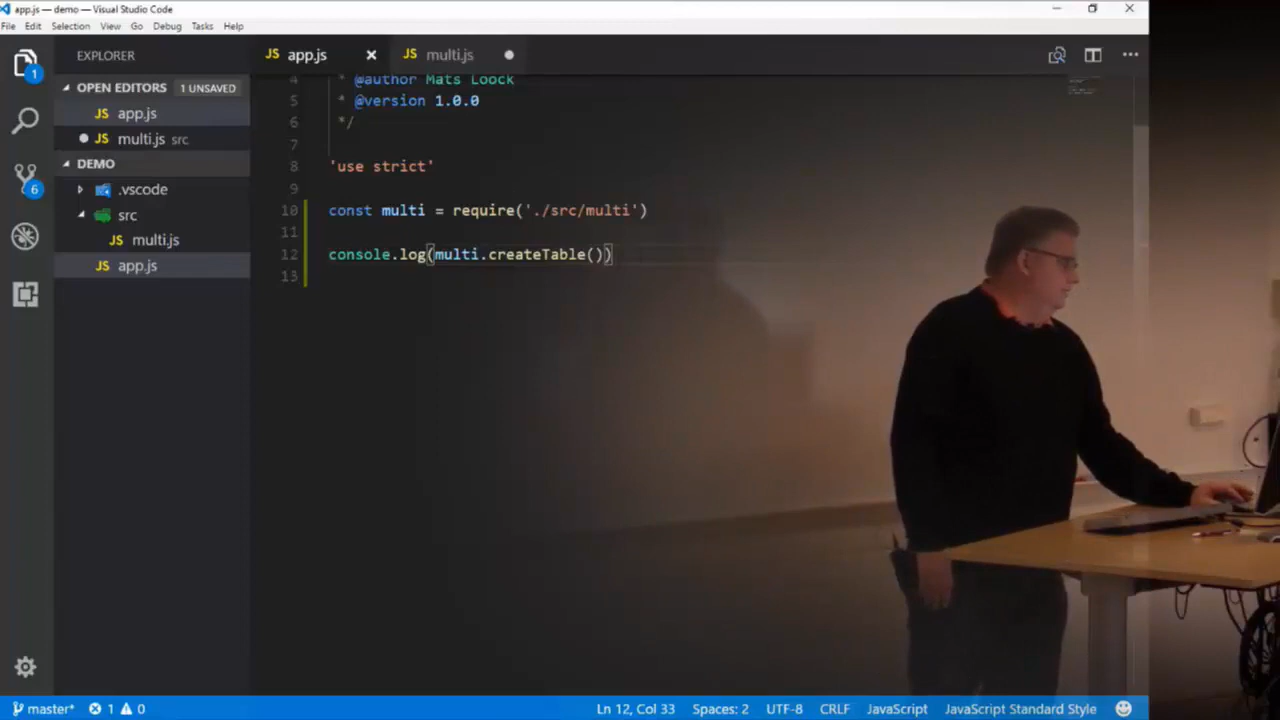 app.js — demo — Visual Studio Code
File Edit Selection View Go Debug Tasks Help
EXPLORER
JS app.js
JS multi.js
1
OPEN EDITORS 1 UNSAVED
JS app.js
JS multi.js src
DEMO
.vscode
src
JS multi.js
JS app.js
6
4 * @author Mats Loock
5 * @version 1.0.0
6 */
7
8 'use strict'
9
10 const multi = require('./src/multi')
11
12 console.log(multi.createTable())
13
master* 1 0 Ln 12, Col 33 Spaces: 2 UTF-8 CRLF JavaScript JavaScript Standard Style